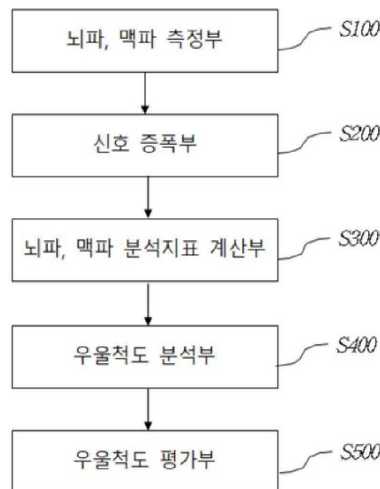 뇌파, 맥파 측정부
S100
신호 증폭부
S200
뇌파, 맥파 분석지표 계산부
S300
우울척도 분석부
S400
우울척도 평가부
S500